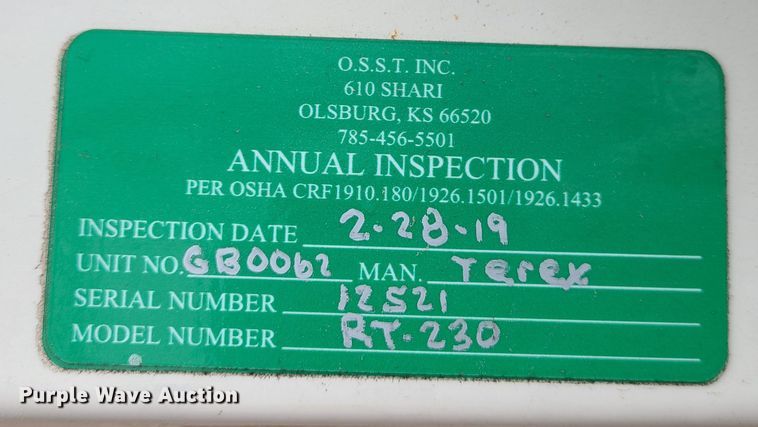 O.S.S.T. INC.
610 SHARI
OLSBURG, KS 66520
785-456-5501
ANNUAL INSPECTION
PER OSHA CRF1910.180/1926.1501/1926.1433
INSPECTION DATE 2-28-19
UNIT NO. GB0062 MAN. Terex
SERIAL NUMBER 12521
MODEL NUMBER RT-230
Purple Wave Auction